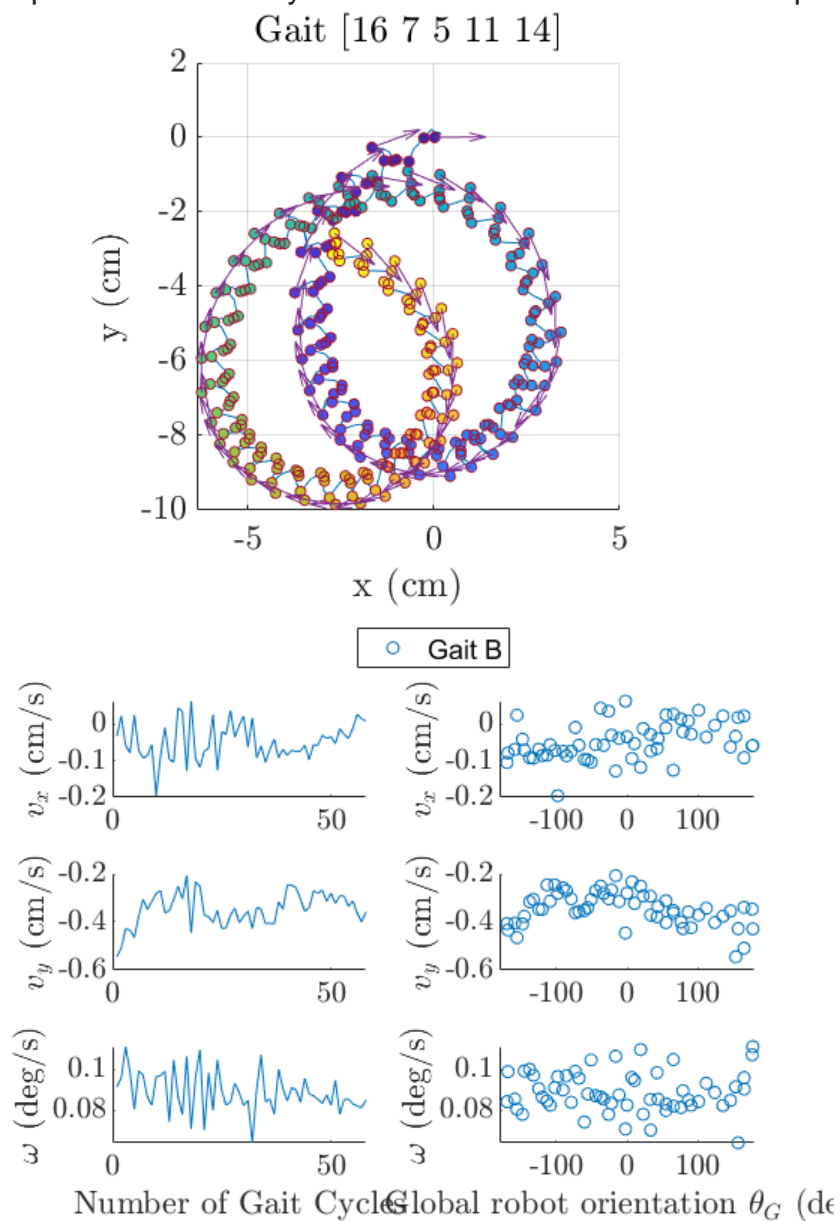 Gait [16 7 5 11 14]
2
0
-2
-4
-6
-8
-10
y (cm)
-5 0 5
x (cm)
Gait B
0
-0.1
-0.2
v_x (cm/s)
0 50
0
-0.1
-0.2
v_x (cm/s)
-100 0 100
-0.2
-0.4
-0.6
v_y (cm/s)
0 50
-0.2
-0.4
-0.6
v_y (cm/s)
-100 0 100
0.1
0.08
ω (deg/s)
0 50
0.1
0.08
ω (deg/s)
-100 0 100
Number of Gait Cycles
Global robot orientation θ_G (de